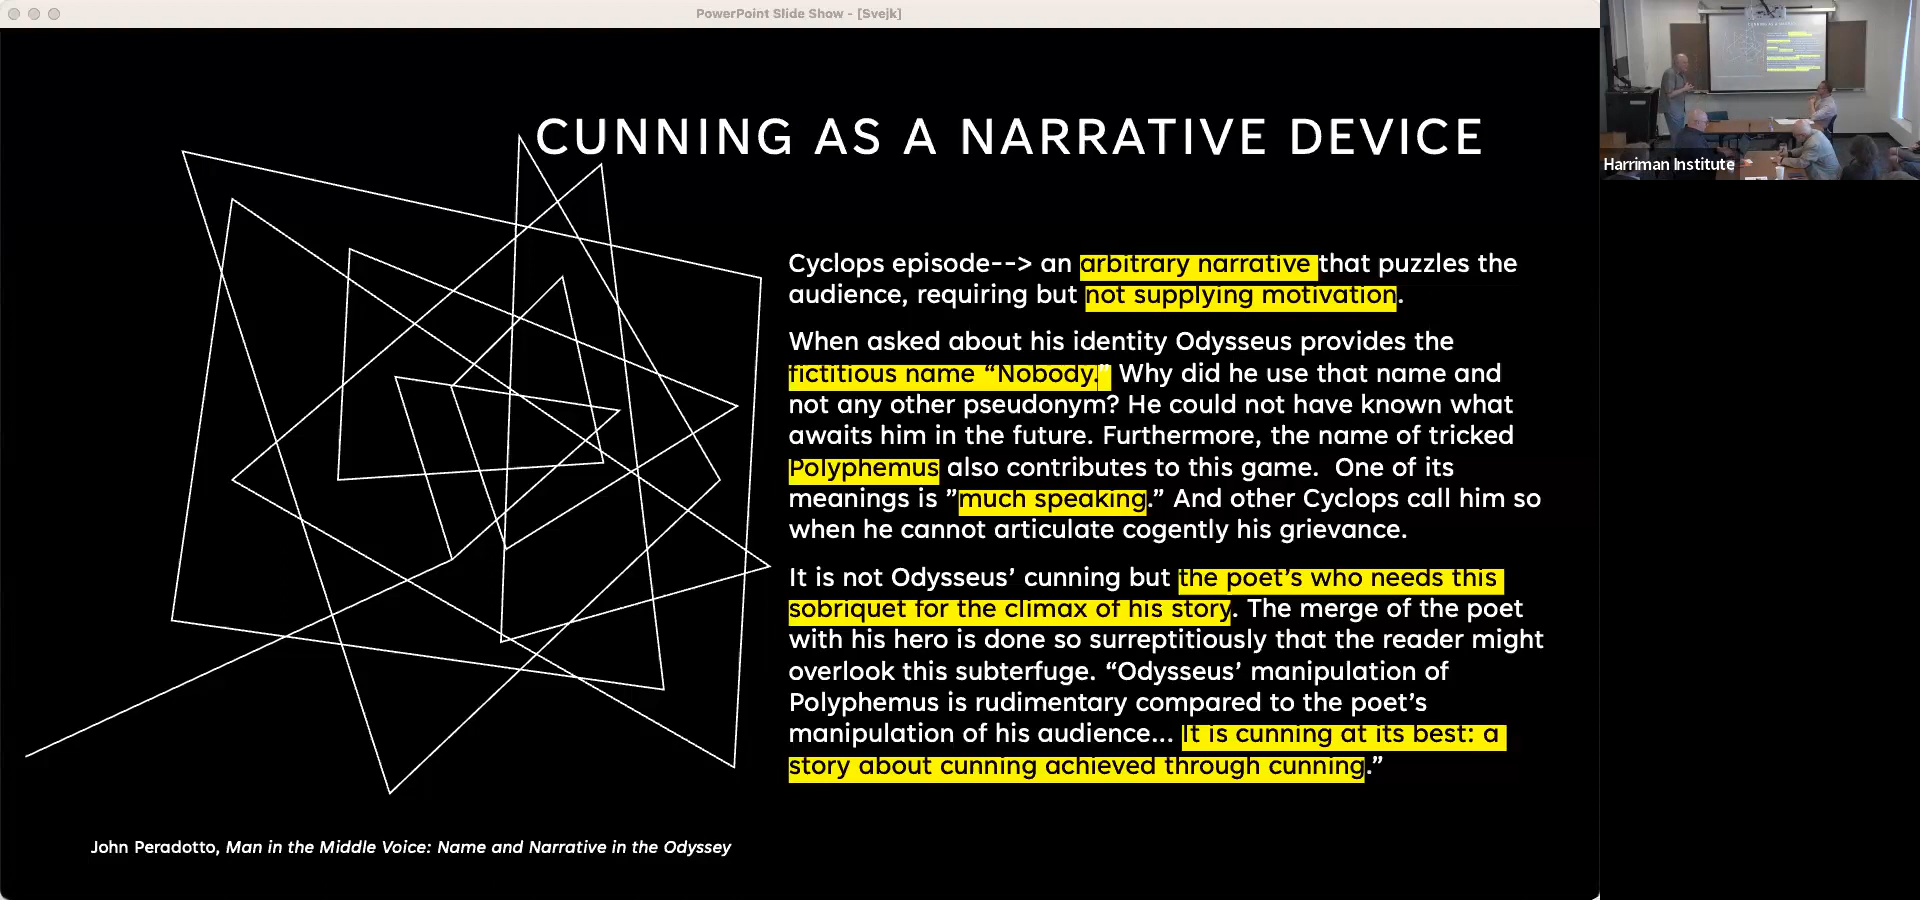 PowerPoint Slide Show - [Svejk]
CUNNING AS A NARRATIVE DEVICE
Cyclops episode--> an arbitrary narrative that puzzles the
audience, requiring but not supplying motivation.
When asked about his identity Odysseus provides the
fictitious name “Nobody.” Why did he use that name and
not any other pseudonym? He could not have known what
awaits him in the future. Furthermore, the name of tricked
Polyphemus also contributes to this game.  One of its
meanings is ”much speaking.” And other Cyclops call him so
when he cannot articulate cogently his grievance.
It is not Odysseus’ cunning but the poet’s who needs this
sobriquet for the climax of his story. The merge of the poet
with his hero is done so surreptitiously that the reader might
overlook this subterfuge. “Odysseus’ manipulation of
Polyphemus is rudimentary compared to the poet’s
manipulation of his audience... It is cunning at its best: a
story about cunning achieved through cunning.”
John Peradotto, Man in the Middle Voice: Name and Narrative in the Odyssey
Harriman Institute